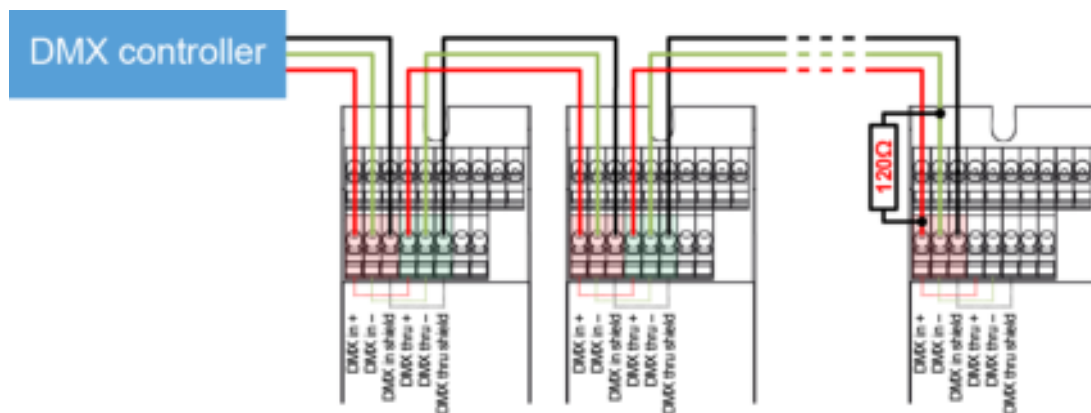 DMX controller
120Ω
DMX in +
DMX in –
DMX in shield
DMX thru +
DMX thru –
DMX thru shield
DMX in +
DMX in –
DMX in shield
DMX thru +
DMX thru –
DMX thru shield
DMX in +
DMX in –
DMX in shield
DMX thru +
DMX thru –
DMX thru shield